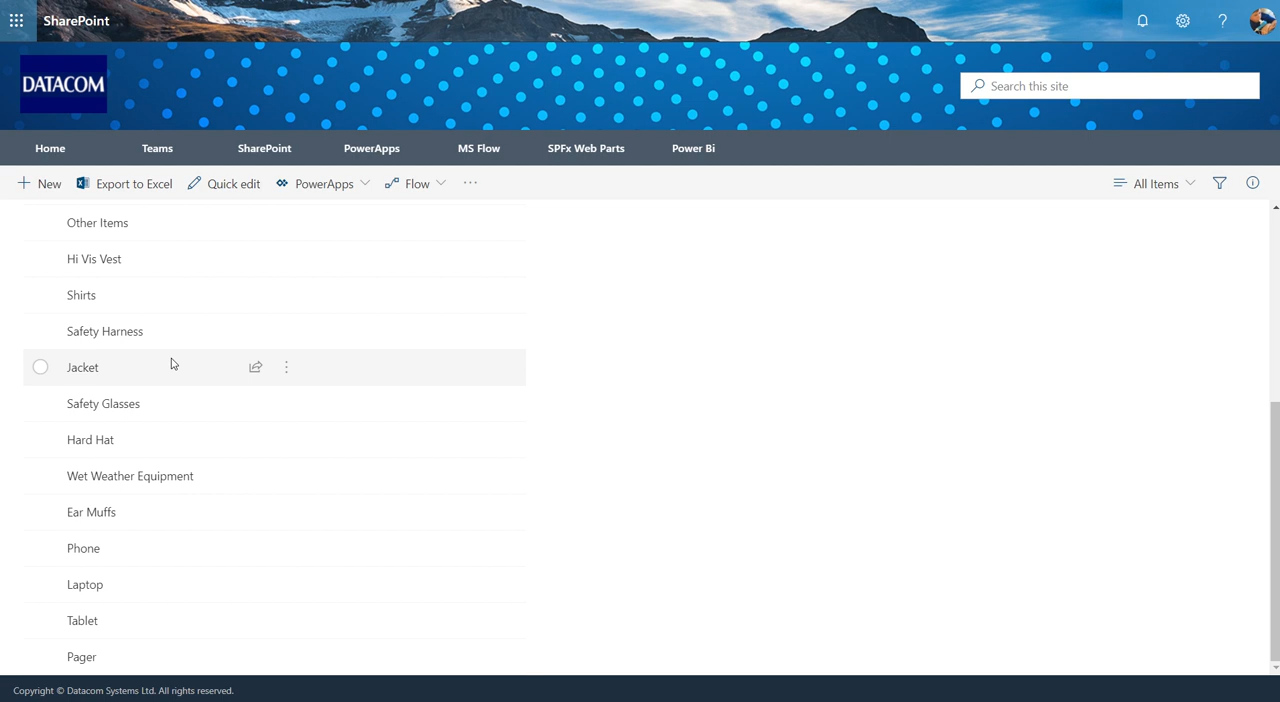 SharePoint
DATACOM
Search this site
Home Teams SharePoint PowerApps MS Flow SPFx Web Parts Power Bi
New Export to Excel Quick edit PowerApps Flow ··· All Items
Other Items
Hi Vis Vest
Shirts
Safety Harness
Jacket
Safety Glasses
Hard Hat
Wet Weather Equipment
Ear Muffs
Phone
Laptop
Tablet
Pager
Copyright © Datacom Systems Ltd. All rights reserved.